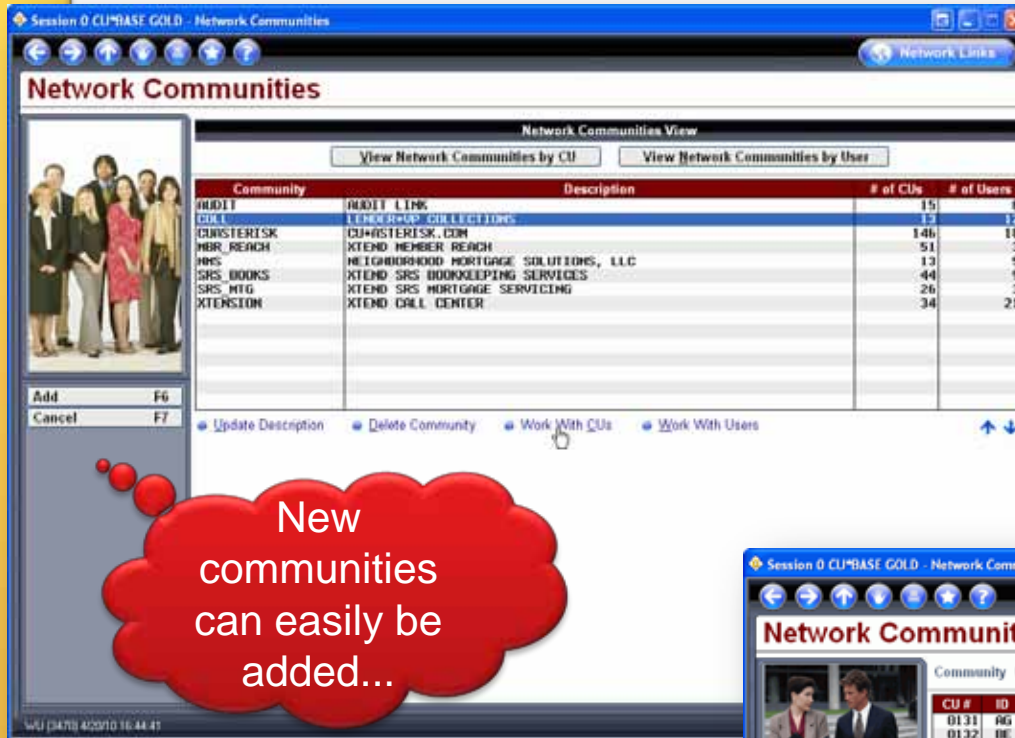 Session 0 CU*BASE GOLD - Network Communities
Network Links
Network Communities
Network Communities View
View Network Communities by CU View Network Communities by User
Community Description # of CUs # of Users
AUDIT AUDIT LINK 15
COLL LENDER*VP COLLECTIONS 13
CUASTERISK CU*ASTERISK.COM 146
MBR_REACH XTEND MEMBER REACH 51
NMS NEIGHBORHOOD MORTGAGE SOLUTIONS, LLC 13
SRS_BOOKS XTEND SRS BOOKKEEPING SERVICES 44
SRS_MTG XTEND SRS MORTGAGE SERVICING 26
XTENSION XTEND CALL CENTER 34
Add F6
Cancel F7
Update Description Delete Community Work With CUs Work With Users
New
communities
can easily be
added...
(3470) 4/20/10 16:44:41
Session 0 CU*BASE GOLD - Network Comm
Network Communit
Community
CU # ID
0131 AG
0132 BE